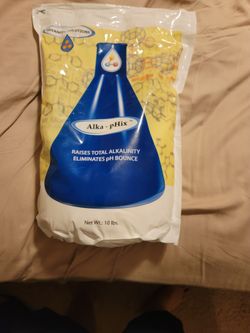 Alka - pHix
RAISES TOTAL ALKALINITY
ELIMINATES pH BOUNCE
Net Wt.: 10 lbs.